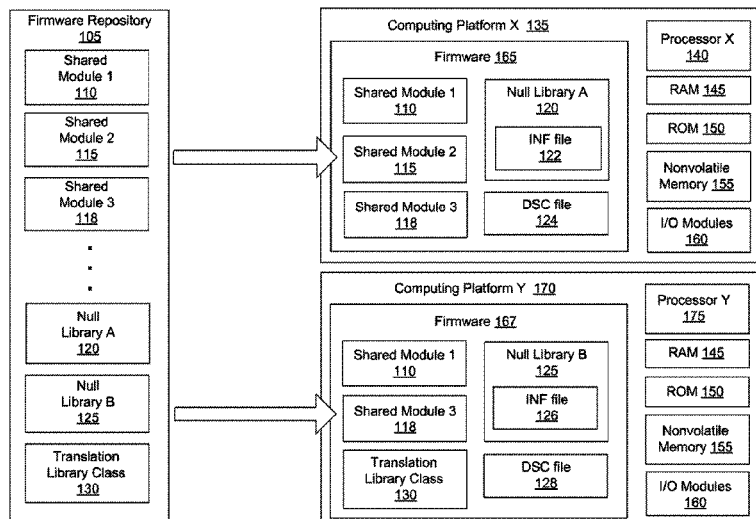 Firmware Repository
105
Shared
Module 1
110
Shared
Module 2
115
Shared
Module 3
118
Null
Library A
120
Null
Library B
125
Translation
Library Class
130
Computing Platform X 135
Firmware 165
Shared Module 1
110
Shared Module 2
115
Shared Module 3
118
Null Library A
120
INF file
122
DSC file
124
Processor X
140
RAM 145
ROM 150
Nonvolatile
Memory 155
I/O Modules
160
Computing Platform Y 170
Firmware 167
Shared Module 1
110
Shared Module 3
118
Translation
Library Class
130
Null Library B
125
INF file
126
DSC file
128
Processor Y
175
RAM 145
ROM 150
Nonvolatile
Memory 155
I/O Modules
160